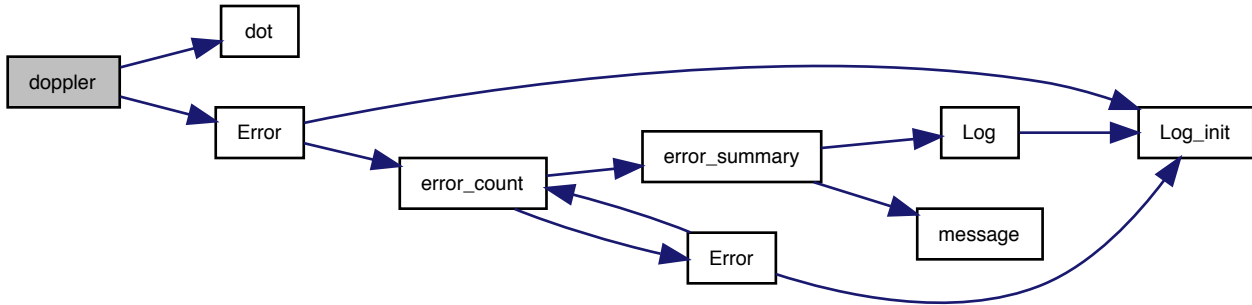 dot
doppler
Error
error_count
error_summary
Error
Log
message
Log_init